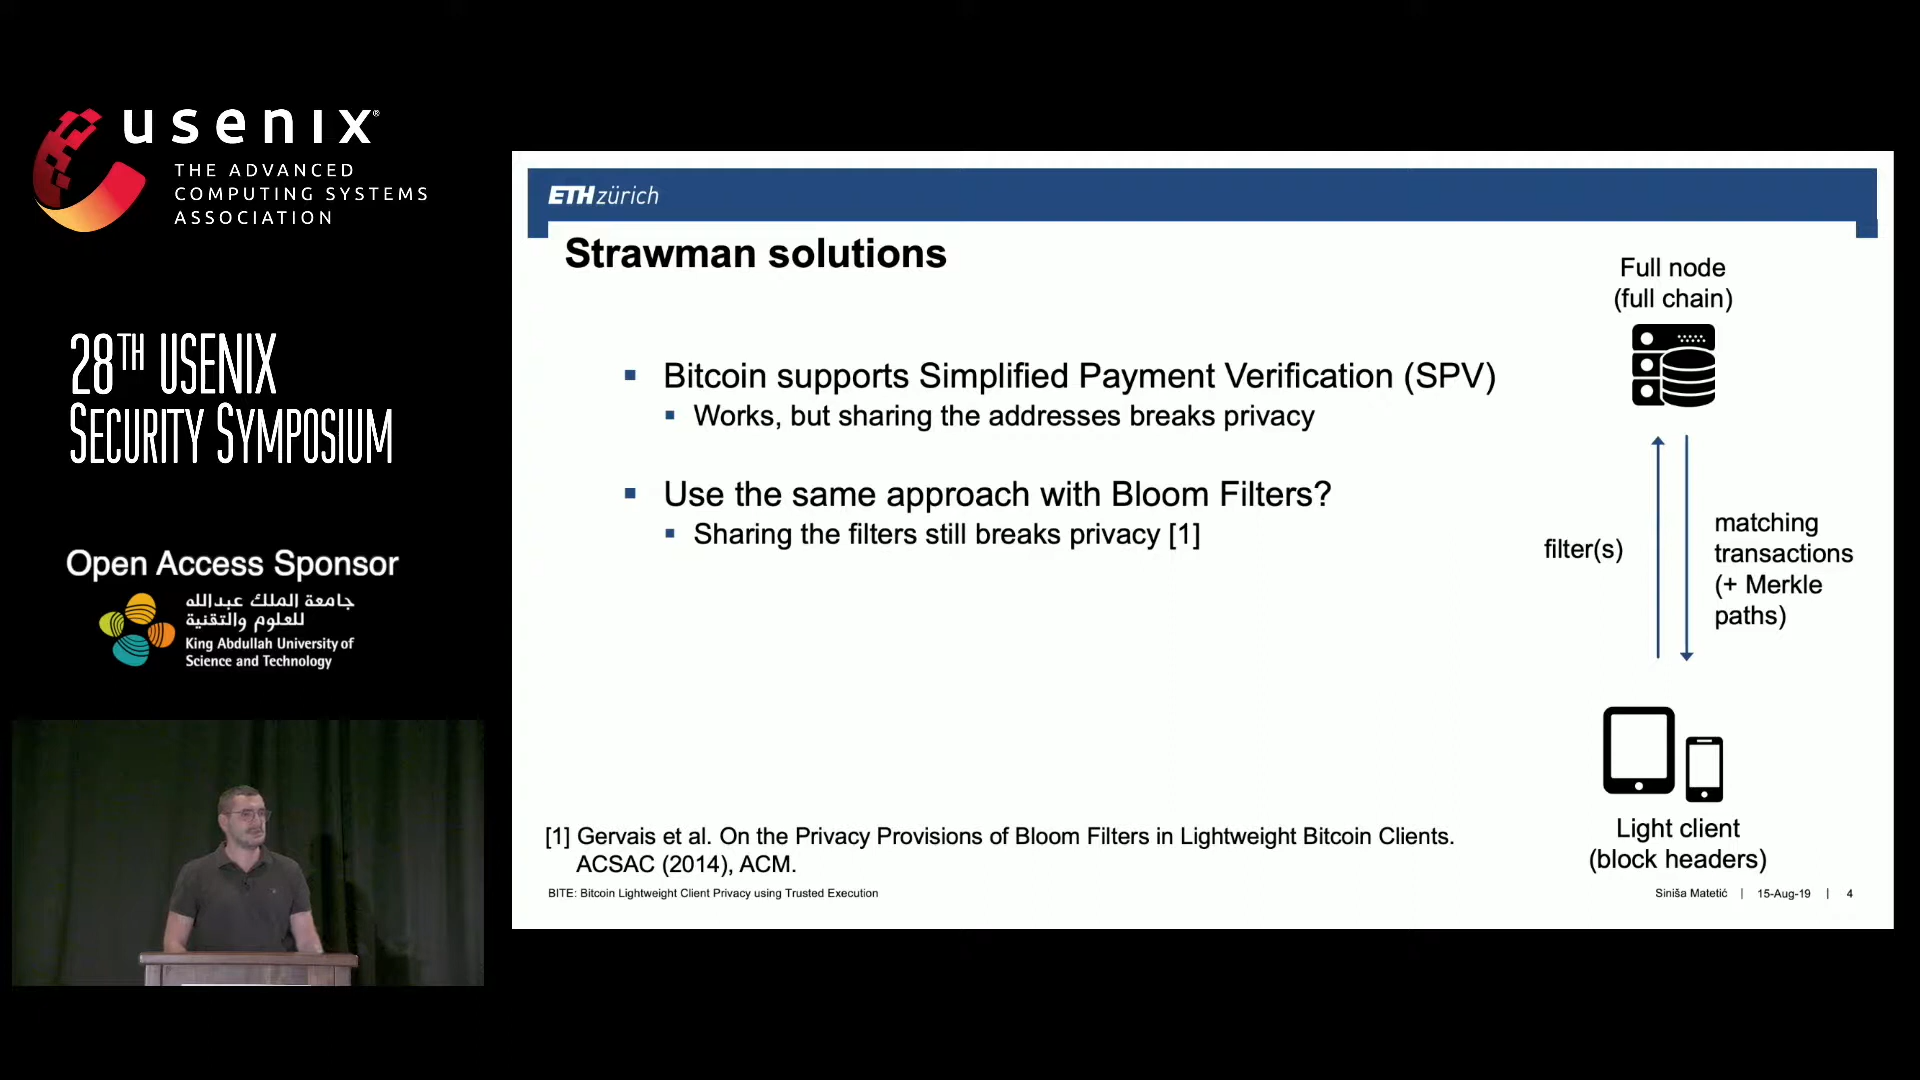 usenix®
THE ADVANCED
COMPUTING SYSTEMS
ASSOCIATION
28TH USENIX
SECURITY SYMPOSIUM
Open Access Sponsor
جامعة الملك عبدالله
للعلوم والتقنية
King Abdullah University of
Science and Technology
ETH zürich
Strawman solutions
▪ Bitcoin supports Simplified Payment Verification (SPV)
▪ Works, but sharing the addresses breaks privacy
▪ Use the same approach with Bloom Filters?
▪ Sharing the filters still breaks privacy [1]
Full node
(full chain)
filter(s)
matching
transactions
(+ Merkle
paths)
Light client
(block headers)
[1] Gervais et al. On the Privacy Provisions of Bloom Filters in Lightweight Bitcoin Clients.
ACSAC (2014), ACM.
BITE: Bitcoin Lightweight Client Privacy using Trusted Execution
Siniša Matetić | 15-Aug-19 | 4